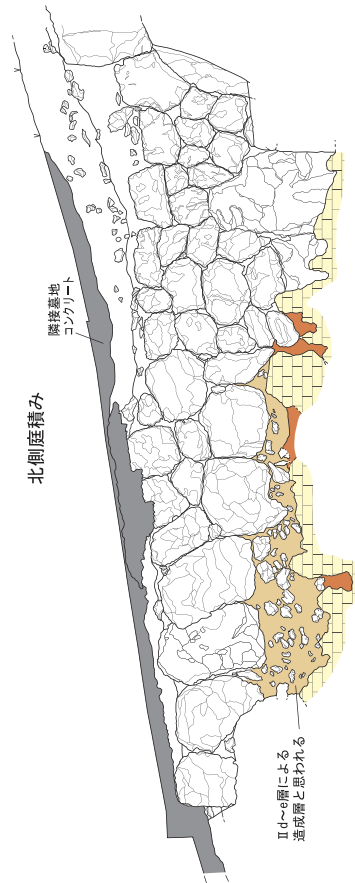 北側庭積み
隣接墓地
コンクリート
Ⅱd～e層による
造成層と思われる